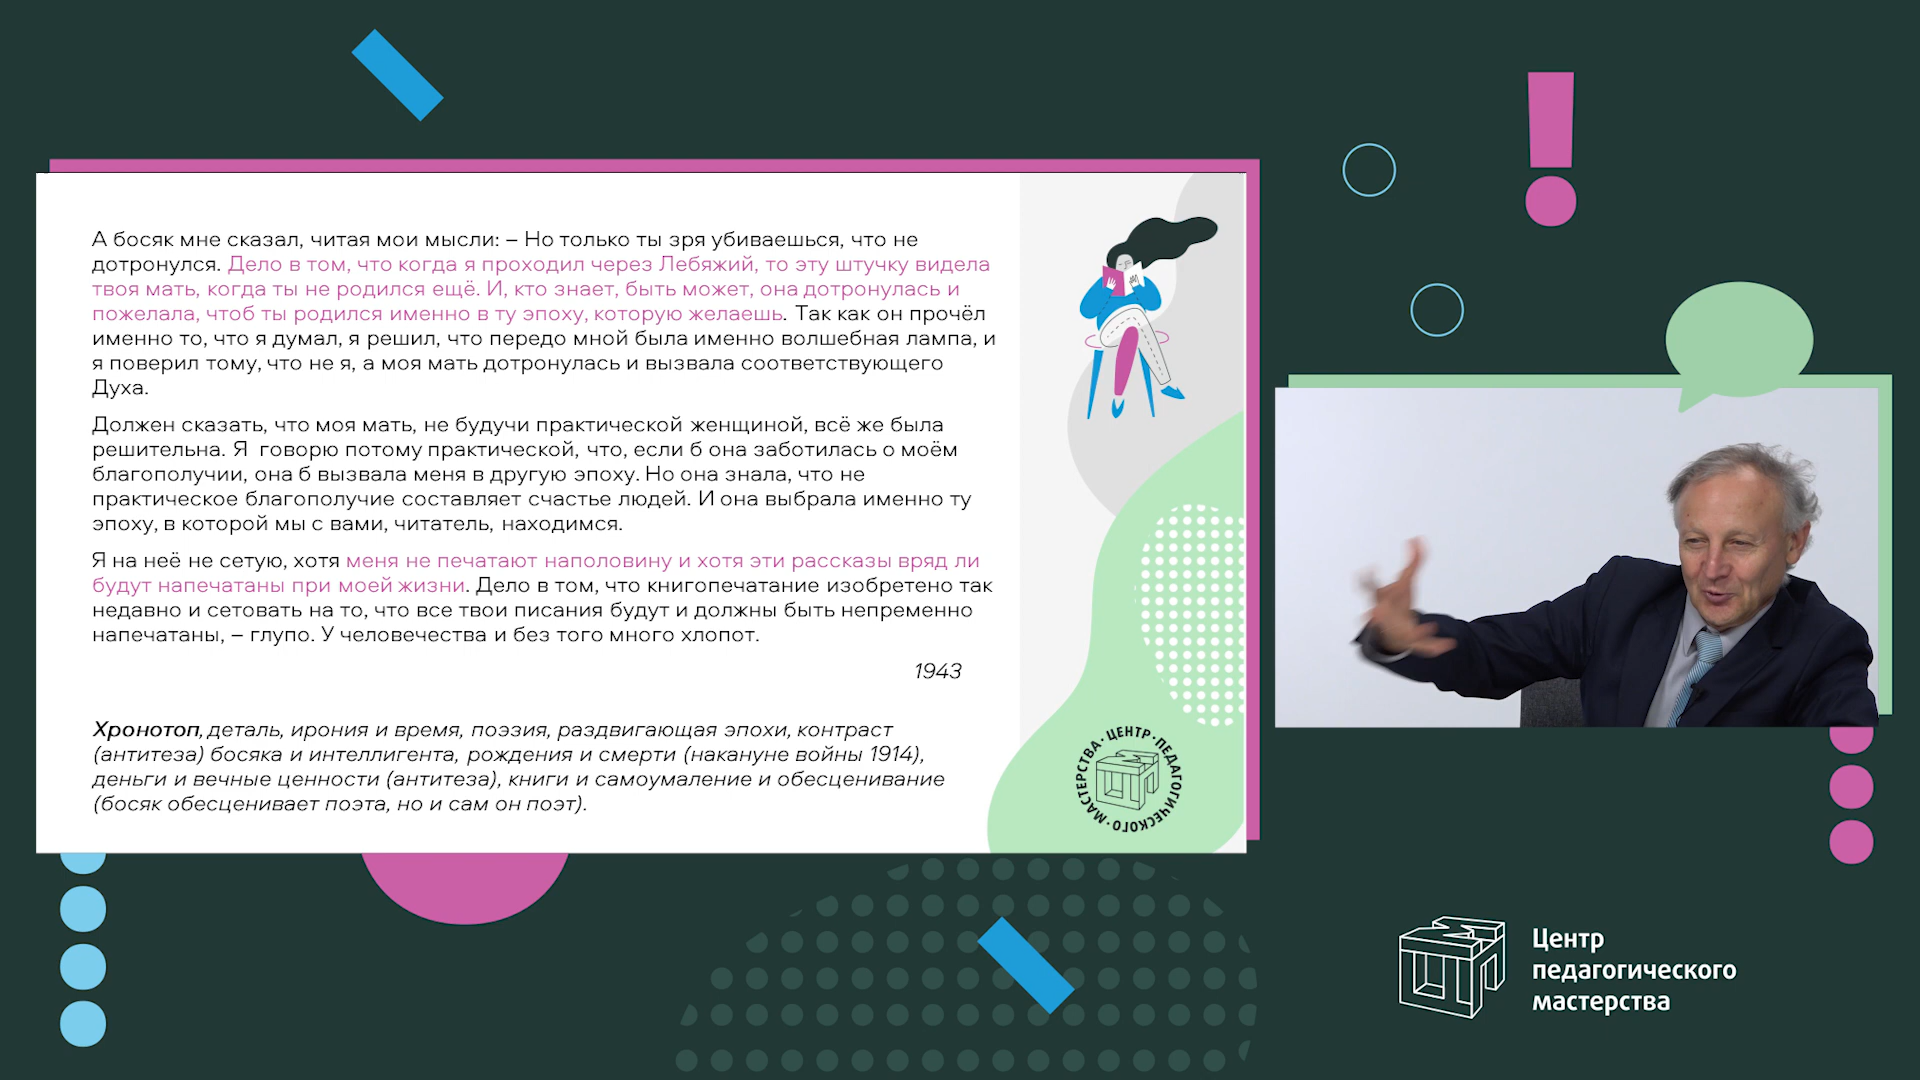 А босяк мне сказал, читая мои мысли: – Но только ты зря убиваешься, что не
дотронулся. Дело в том, что когда я проходил через Лебяжий, то эту штучку видела
твоя мать, когда ты не родился ещё. И, кто знает, быть может, она дотронулась и
пожелала, чтоб ты родился именно в ту эпоху, которую желаешь. Так как он прочёл
именно то, что я думал, я решил, что передо мной была именно волшебная лампа, и
я поверил тому, что не я, а моя мать дотронулась и вызвала соответствующего
Духа.
Должен сказать, что моя мать, не будучи практической женщиной, всё же была
решительна. Я говорю потому практической, что, если б она заботилась о моём
благополучии, она б вызвала меня в другую эпоху. Но она знала, что не
практическое благополучие составляет счастье людей. И она выбрала именно ту
эпоху, в которой мы с вами, читатель, находимся.
Я на неё не сетую, хотя меня не печатают наполовину и хотя эти рассказы вряд ли
будут напечатаны при моей жизни. Дело в том, что книгопечатание изобретено так
недавно и сетовать на то, что все твои писания будут и должны быть непременно
напечатаны, – глупо. У человечества и без того много хлопот.
1943
Хронотоп, деталь, ирония и время, поэзия, раздвигающая эпохи, контраст
(антитеза) босяка и интеллигента, рождения и смерти (накануне войны 1914),
деньги и вечные ценности (антитеза), книги и самоумаление и обесценивание
(босяк обесценивает поэта, но и сам он поэт).
ЦЕНТР · ПЕДАГОГИЧЕСКОГО · МАСТЕРСТВА ·
Центр
педагогического
мастерства